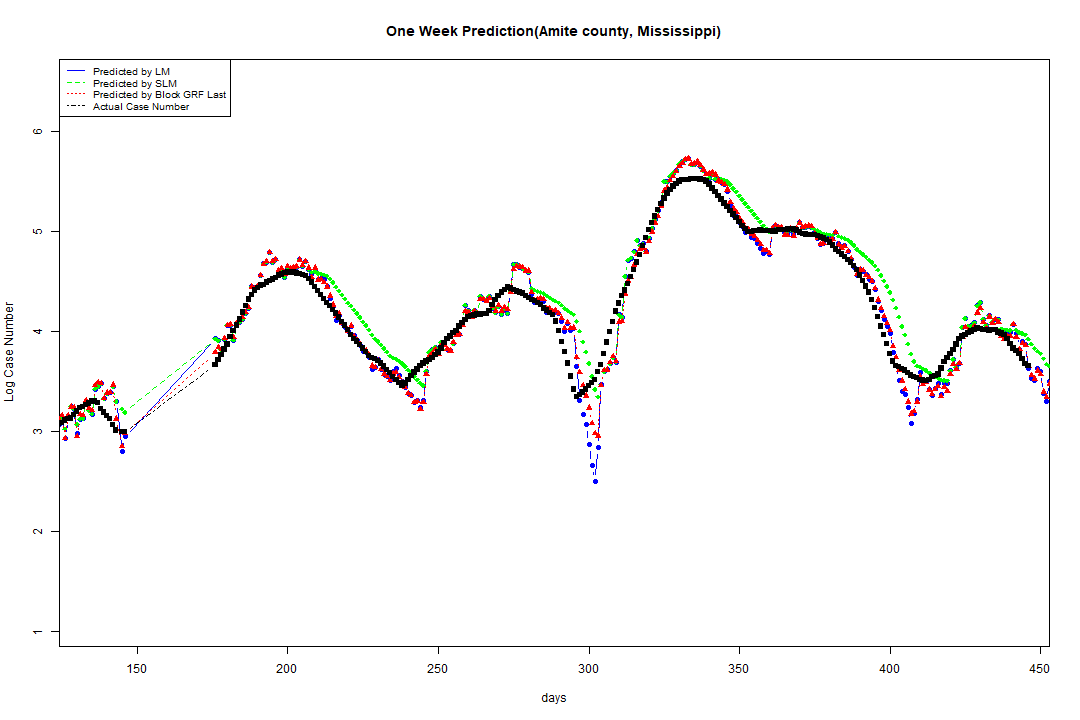 One Week Prediction(Amite county, Mississippi)
Predicted by LM
Predicted by SLM
Predicted by Block GRF Last
Actual Case Number
6
5
4
3
2
1
Log Case Number
150 200 250 300 350 400 450
days